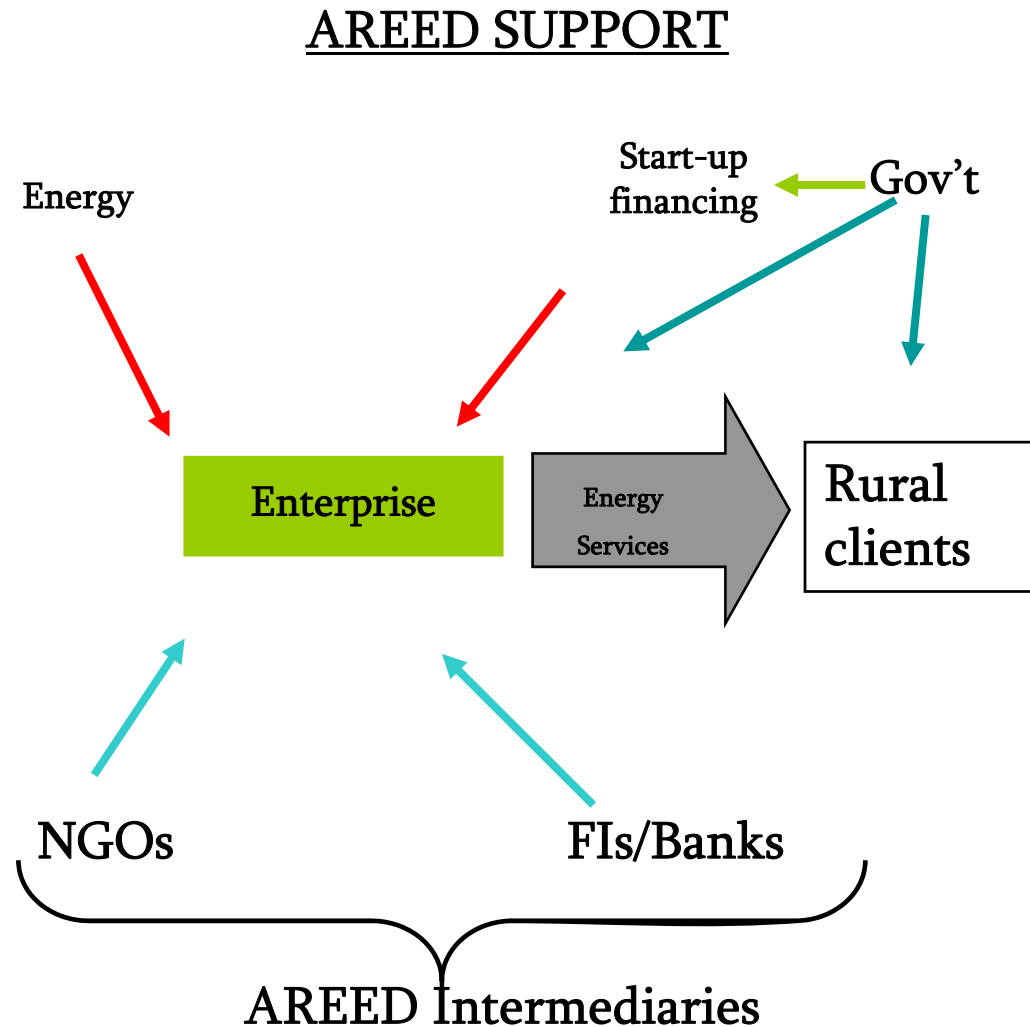 AREED SUPPORT
Start-up
financing
Gov’t
Energy
Enterprise
Energy
Services
Rural
clients
NGOs
FIs/Banks
AREED Intermediaries